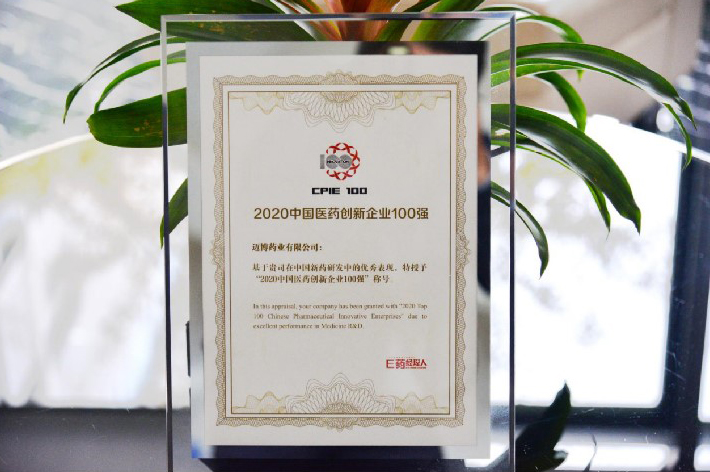 100
CPIE 100
2020中国医药创新企业100强
迈博药业有限公司：
基于贵司在中国新药研发中的优秀表现，特授予
“2020中国医药创新企业100强”称号。
In this appraisal, your company has been granted with "2020 Top
100 Chinese Pharmaceutical Innovative Enterprises" due to
excellent performance in Medicine R&D.
E药经理人